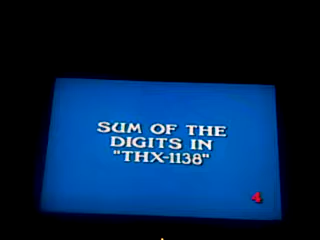 SUM OF THE
DIGITS IN
"THX-1138"
4